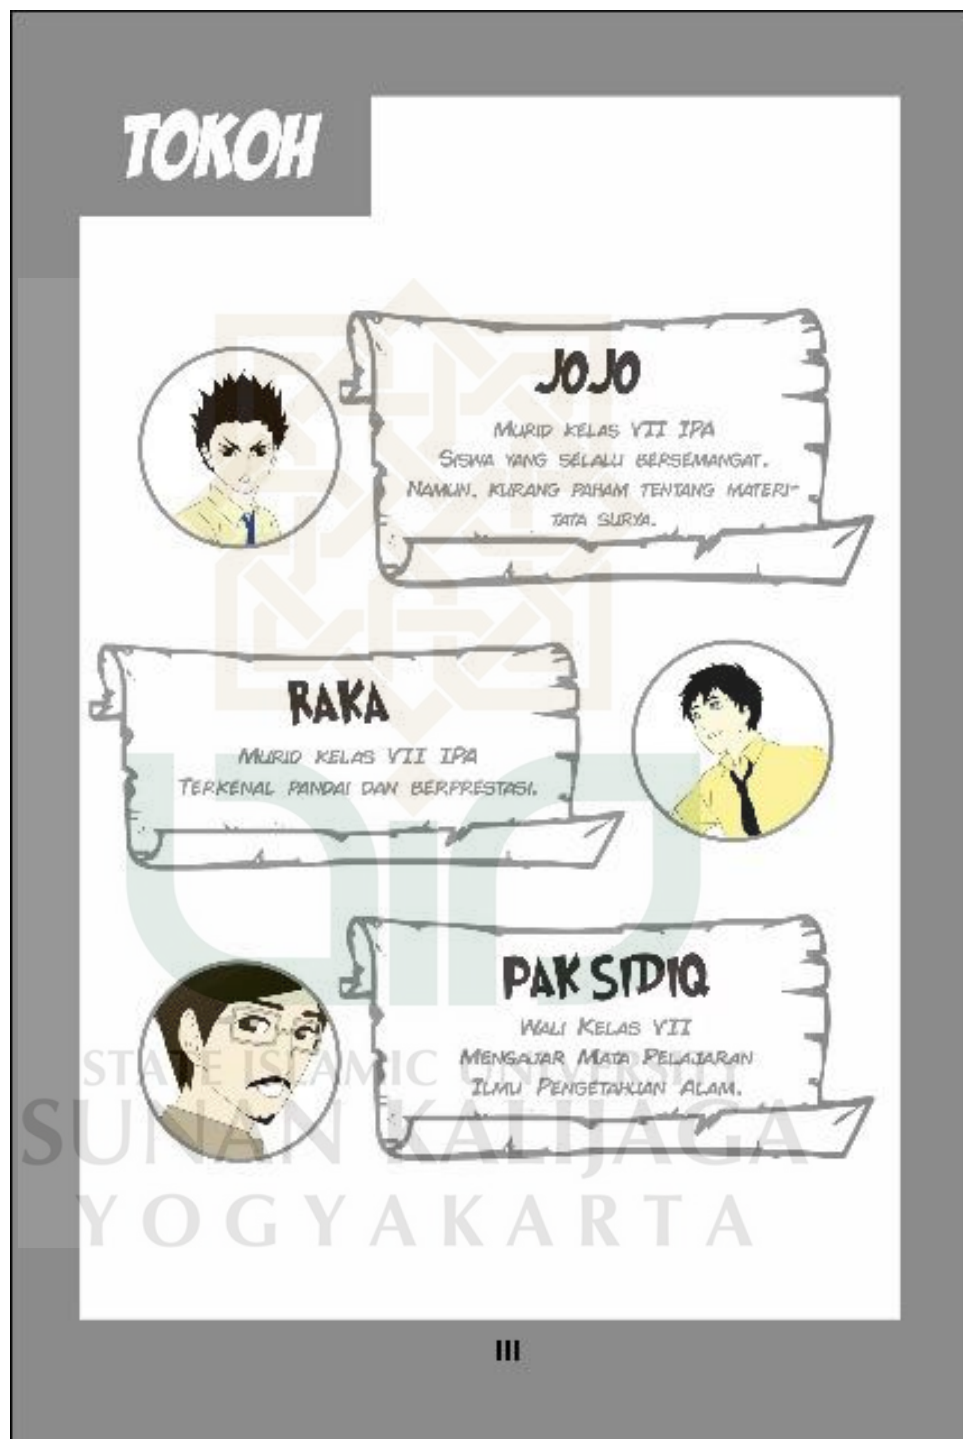 TOKOH
JOJO
MURID KELAS VII IPA
SISWA YANG SELALU BERSEMANGAT.
NAMUN, KURANG PAHAM TENTANG MATERI-
TATA SURYA.
RAKA
MURID KELAS VII IPA
TERKENAL PANDAI DAN BERPRESTASI.
PAK SIDIQ
WALI KELAS VII
MENGAJAR MATA PELAJARAN
ILMU PENGETAHUAN ALAM.
STATE ISLAMIC UNIVERSITY
SUNAN KALIJAGA
YOGYAKARTA
III